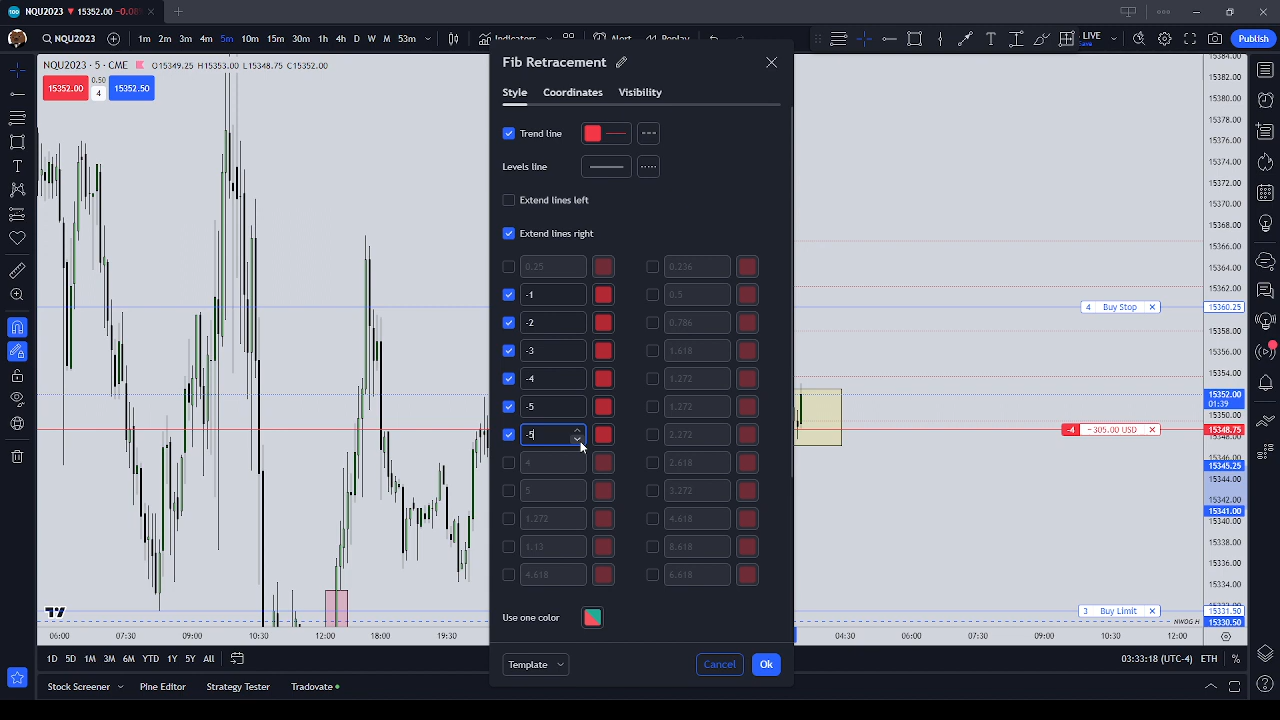 NQU2023 ▼ 15352.00 -0.08
NQU2023
1m 2m 3m 4m 5m 10m 15m 30m 1h 4h D W M 53m
Indicators
Alert
Replay
LIVE
Save
Publish
NQU2023 · 5 · CME
O15349.25 H15353.00 L15348.75 C15352.00
15352.00
0.50
4
15352.50
Fib Retracement
Style Coordinates Visibility
Trend line
Levels line
Extend lines left
Extend lines right
0.25 0.236
-1 0.5
-2 0.786
-3 1.618
-4 1.272
-5 1.272
-5 2.272
4 2.618
5 3.272
1.272 4.618
1.13 8.618
4.618 6.618
Use one color
Template
Cancel
Ok
4 Buy Stop
-4 −305.00 USD
3 Buy Limit
NWOG H
15384.00
15382.00
15380.00
15378.00
15376.00
15374.00
15372.00
15370.00
15368.00
15366.00
15364.00
15362.00
15360.25
15358.00
15356.00
15354.00
15352.00
01:39
15350.00
15348.75
15346.00
15345.25
15344.00
15342.00
15341.00
15340.00
15338.00
15336.00
15334.00
15331.50
15330.50
06:00 07:30 09:00 10:30 12:00 18:00 19:30 04:30 06:00 07:30 09:00 10:30 12:00
1D 5D 1M 3M 6M YTD 1Y 5Y All
03:33:18 (UTC-4) ETH %
Stock Screener Pine Editor Strategy Tester Tradovate